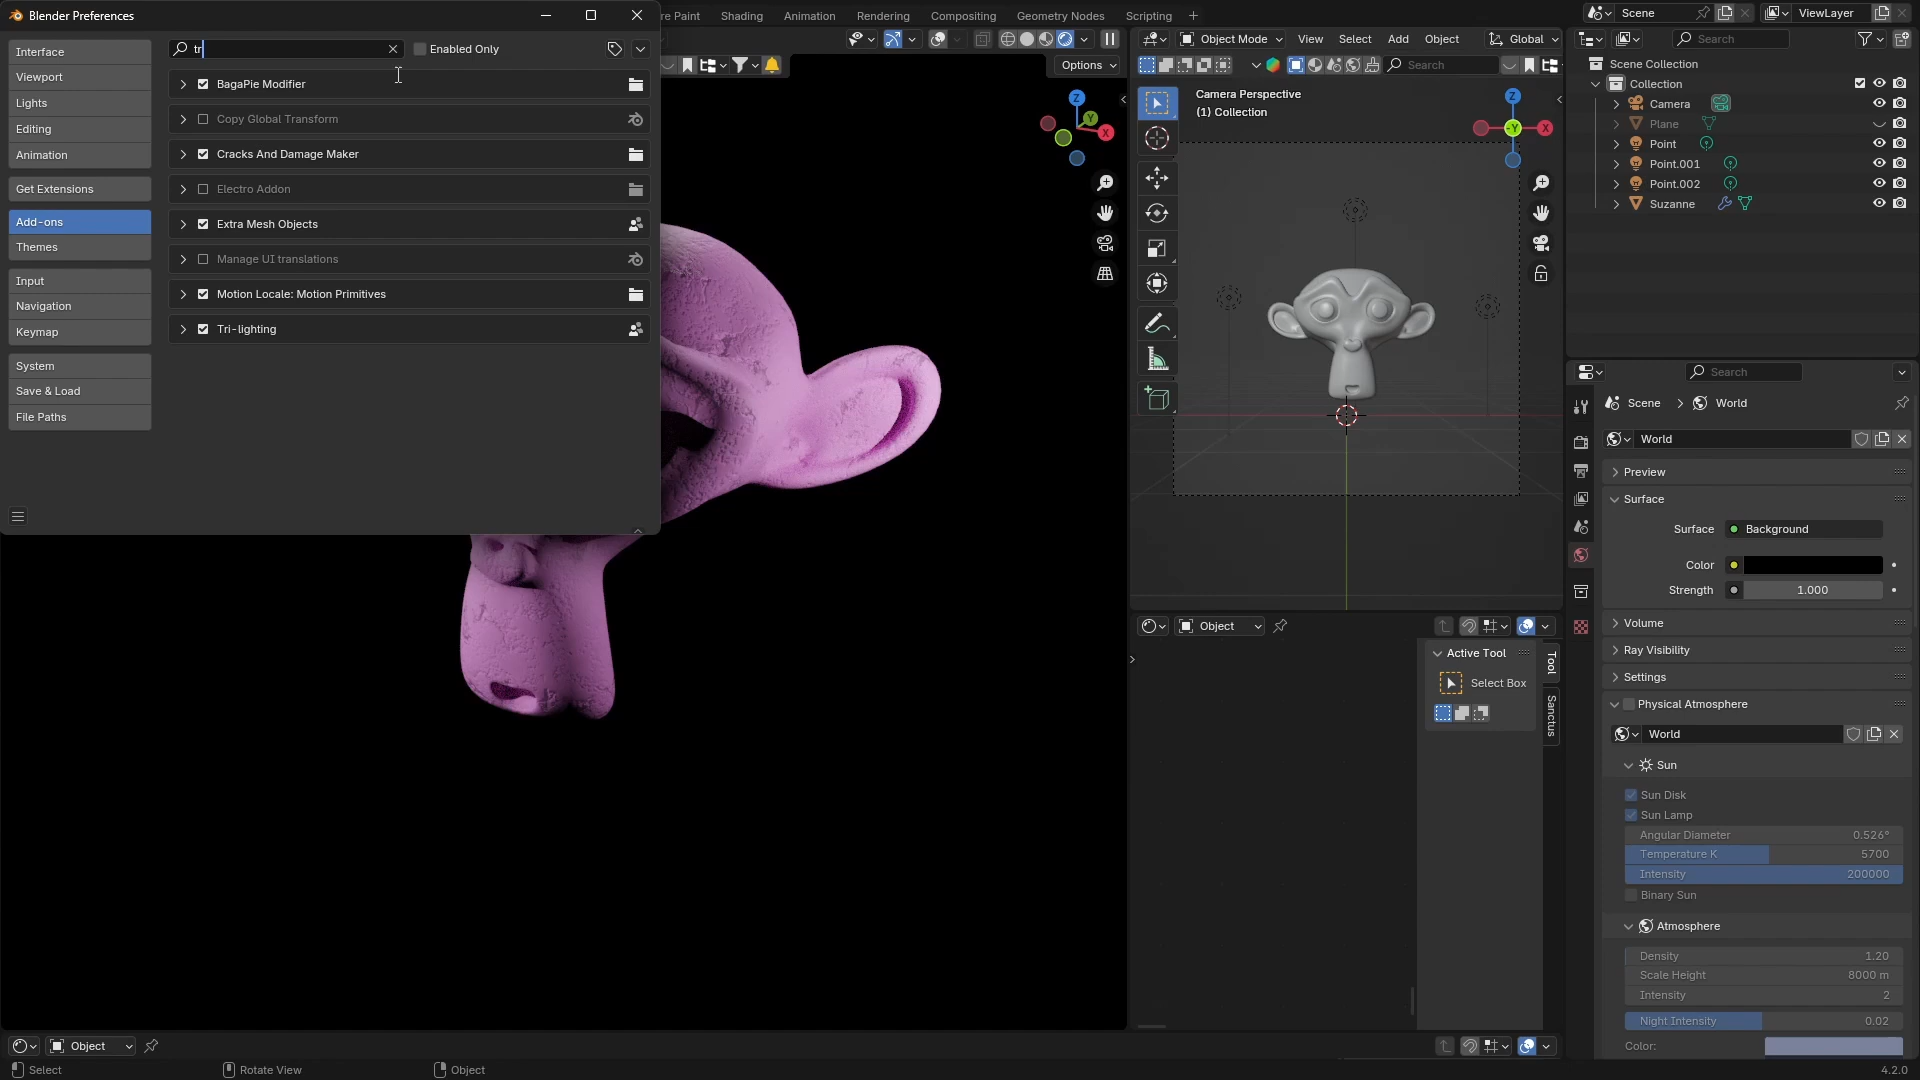 Blender Preferences
re Paint
Shading
Animation
Rendering
Compositing
Geometry Nodes
Scripting
Scene
ViewLayer
Interface
Viewport
Lights
Editing
Animation
Get Extensions
Add-ons
Themes
Input
Navigation
Keymap
System
Save & Load
File Paths
tr
Enabled Only
BagaPie Modifier
Copy Global Transform
Cracks And Damage Maker
Electro Addon
Extra Mesh Objects
Manage UI translations
Motion Locale: Motion Primitives
Tri-lighting
Options
X
Y
Z
Object Mode
View
Select
Add
Object
Global
Search
Camera Perspective
(1) Collection
Z
-Y
X
Object
Active Tool
Select Box
Tool
Sanctus
Search
Scene Collection
Collection
Camera
Plane
Point
Point.001
Point.002
Suzanne
Search
Scene
World
World
Preview
Surface
Surface
Background
Color
Strength
1.000
Volume
Ray Visibility
Settings
Physical Atmosphere
World
Sun
Sun Disk
Sun Lamp
Angular Diameter 0.526°
Temperature K 5700
Intensity 200000
Binary Sun
Atmosphere
Density 1.20
Scale Height 8000 m
Intensity 2
Night Intensity 0.02
Color:
Object
Select
Rotate View
Object
4.2.0